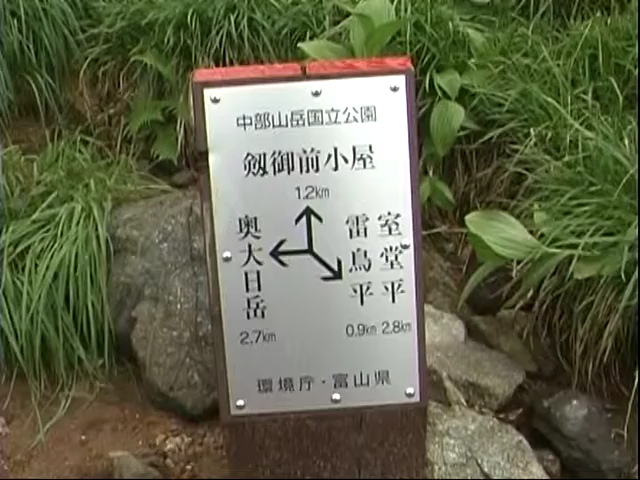 中部山岳国立公園
剱御前小屋
1.2km
奥大日岳
2.7km
室堂平
2.8km
雷鳥平
0.9km
環境庁・富山県